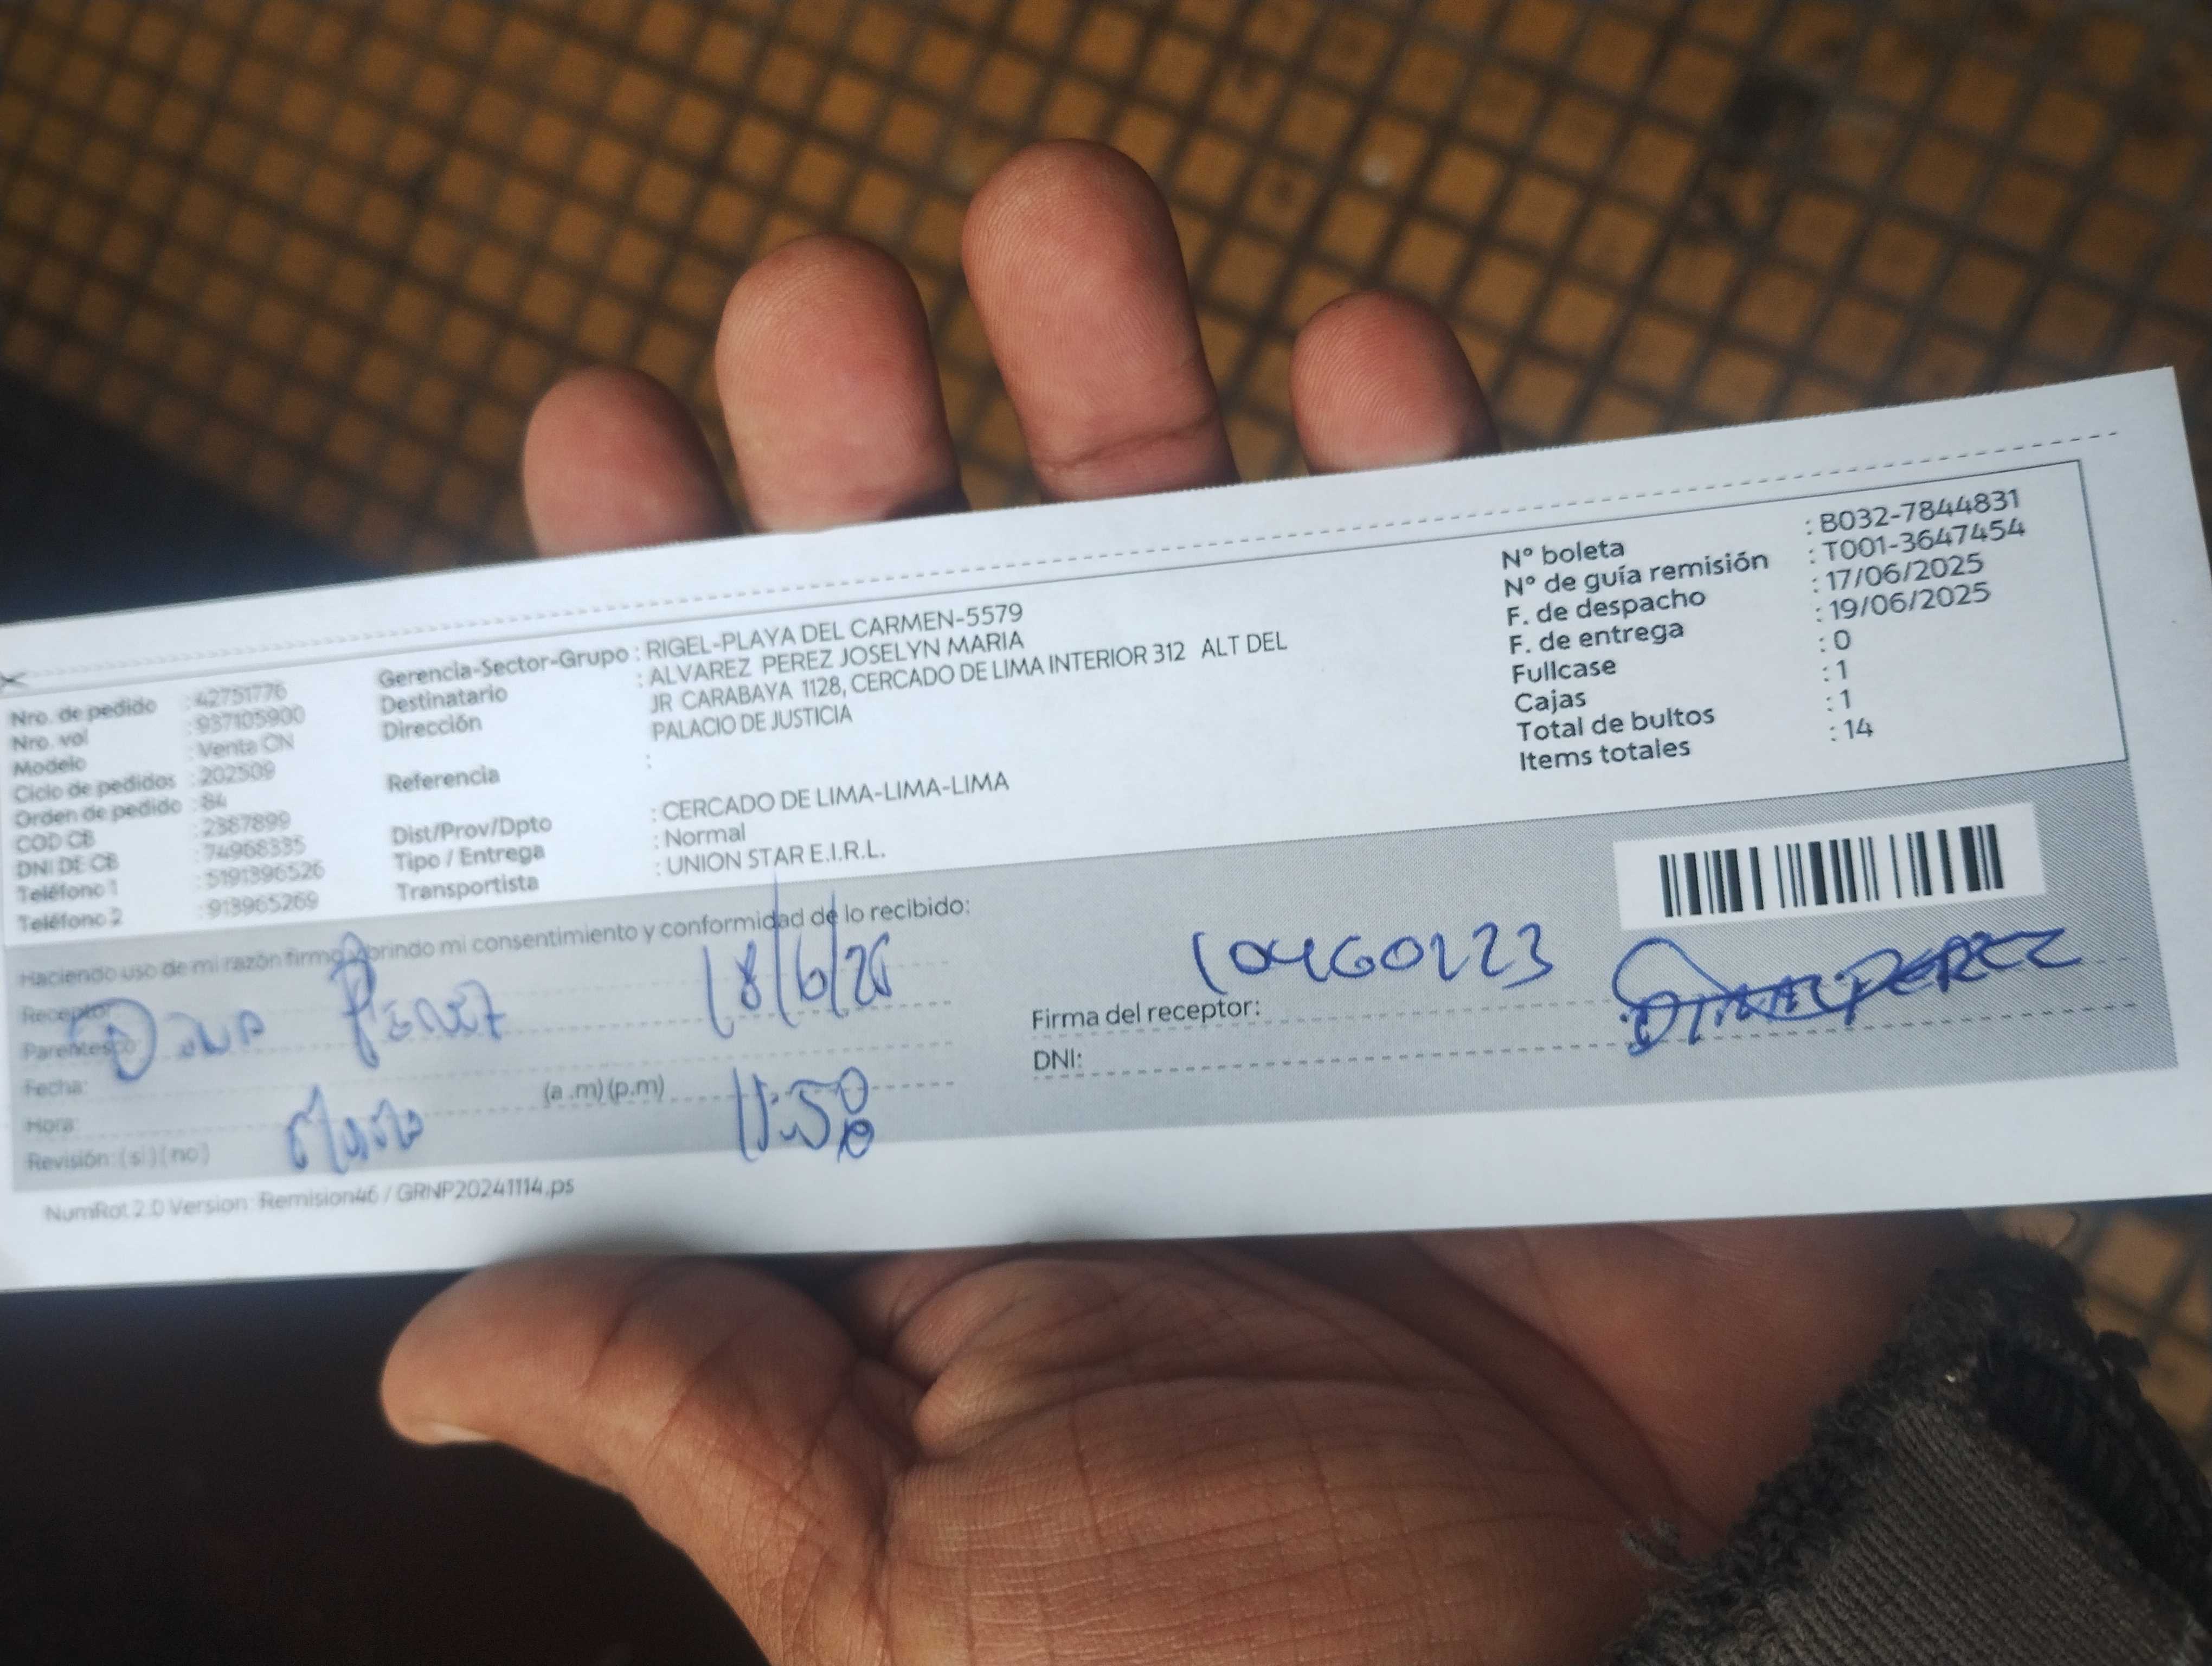 Nro. de pedido : 42751776
Nro. vol : 937105900
Modelo : Venta CN
Ciclo de pedidos : 202509
Orden de pedido : 84
COD CB : 2387899
DNI DE CB : 74968335
Teléfono 1 : 5191396526
Teléfono 2 : 913965269
Gerencia-Sector-Grupo : RIGEL-PLAYA DEL CARMEN-5579
Destinatario : ALVAREZ PEREZ JOSELYN MARIA
Dirección JR CARABAYA 1128, CERCADO DE LIMA INTERIOR 312 ALT DEL
PALACIO DE JUSTICIA
Referencia :
Dist/Prov/Dpto : CERCADO DE LIMA-LIMA-LIMA
Tipo / Entrega : Normal
Transportista : UNION STAR E.I.R.L.
N° boleta : B032-7844831
N° de guía remisión : T001-3647454
F. de despacho : 17/06/2025
F. de entrega : 19/06/2025
Fullcase : 0
Cajas : 1
Total de bultos : 1
Items totales : 14
Haciendo uso de mi razón firmo brindo mi consentimiento y conformidad de lo recibido:
Receptor:
Parentesco:
18/6/25
Fecha:
Hora: (a .m) (p.m) 11:50
Revisión: ( si ) ( no )
10460223
Firma del receptor: PEREZ
DNI:
NumRot 2.0 Version: Remision46 / GRNP20241114.ps